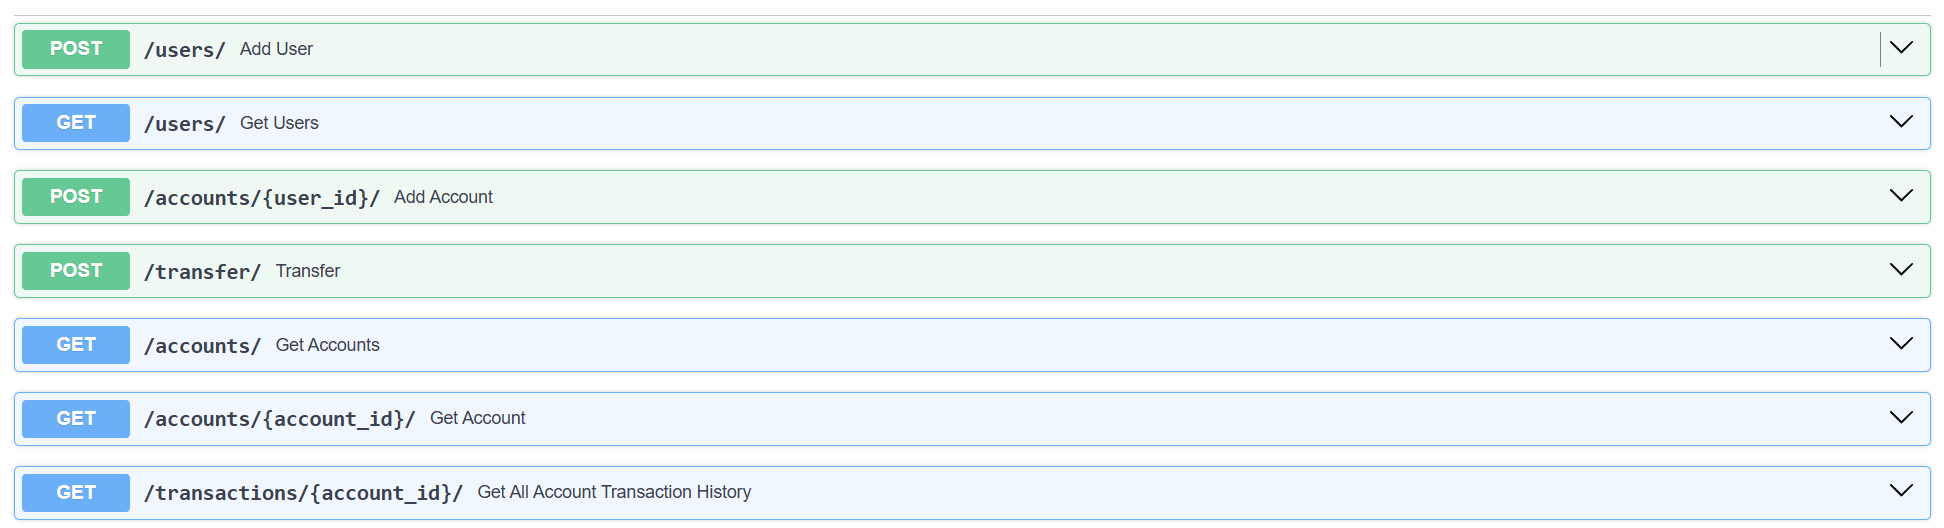 POST /users/ Add User
GET /users/ Get Users
POST /accounts/{user_id}/ Add Account
POST /transfer/ Transfer
GET /accounts/ Get Accounts
GET /accounts/{account_id}/ Get Account
GET /transactions/{account_id}/ Get All Account Transaction History